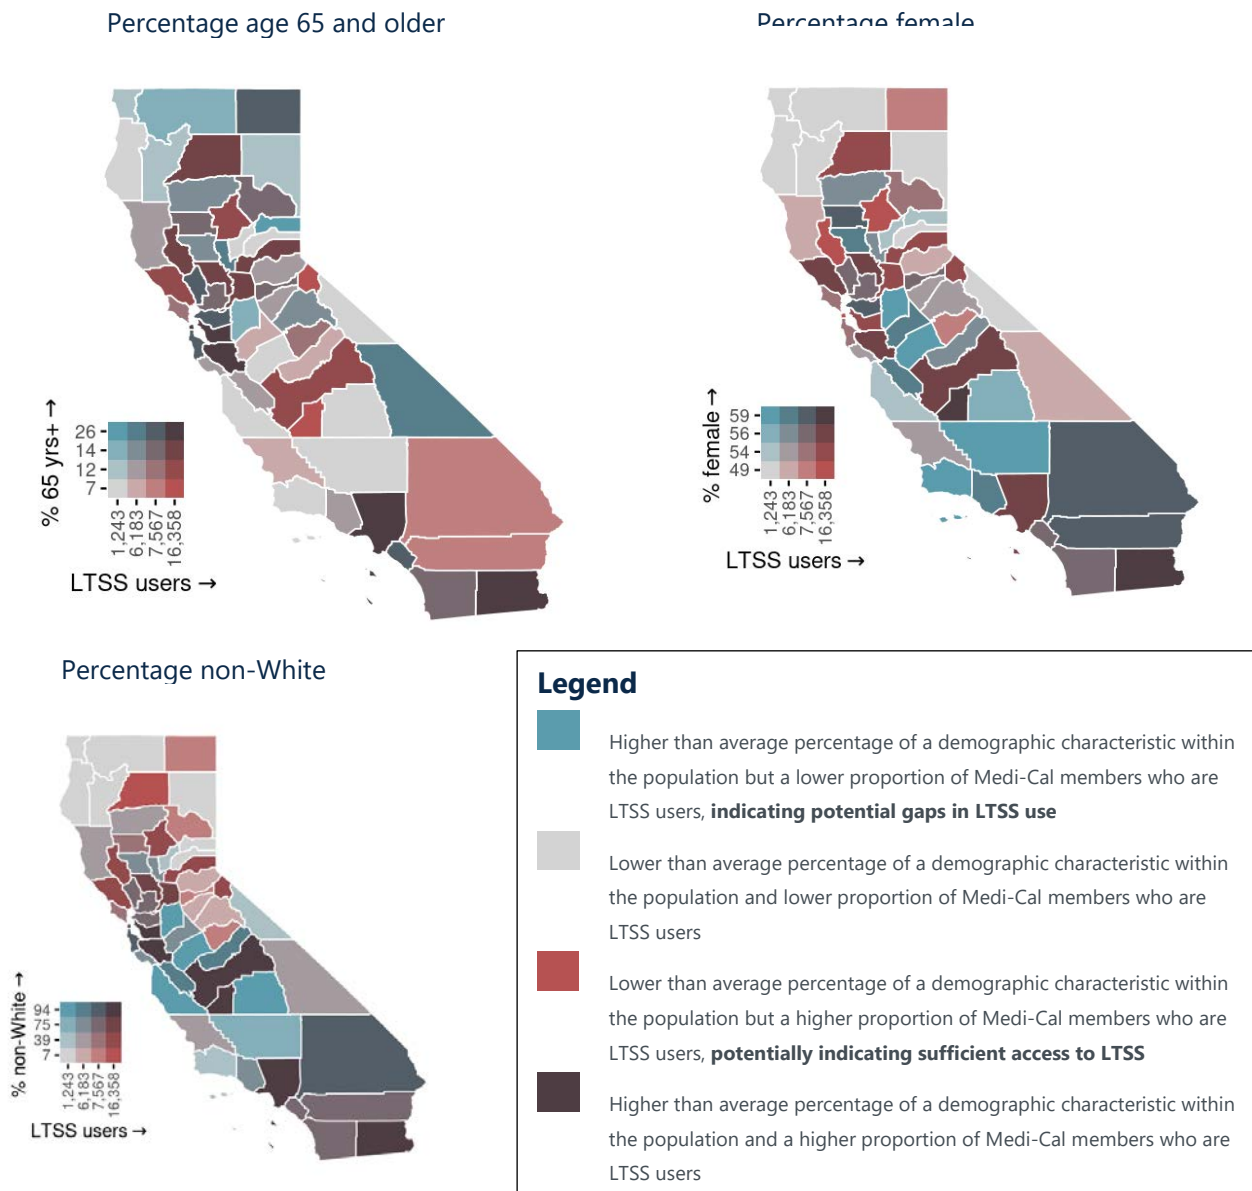 Percentage age 65 and older
Percentage female
% 65 yrs+ →
26
14
12
7
1,243
6,183
7,567
16,358
LTSS users →
% female →
59
56
54
49
1,243
6,183
7,567
16,358
LTSS users →
Percentage non-White
% non-White →
94
75
39
7
1,243
6,183
7,567
16,358
LTSS users →
Legend
Higher than average percentage of a demographic characteristic within
the population but a lower proportion of Medi-Cal members who are
LTSS users, indicating potential gaps in LTSS use
Lower than average percentage of a demographic characteristic within
the population and lower proportion of Medi-Cal members who are
LTSS users
Lower than average percentage of a demographic characteristic within
the population but a higher proportion of Medi-Cal members who are
LTSS users, potentially indicating sufficient access to LTSS
Higher than average percentage of a demographic characteristic within
the population and a higher proportion of Medi-Cal members who are
LTSS users